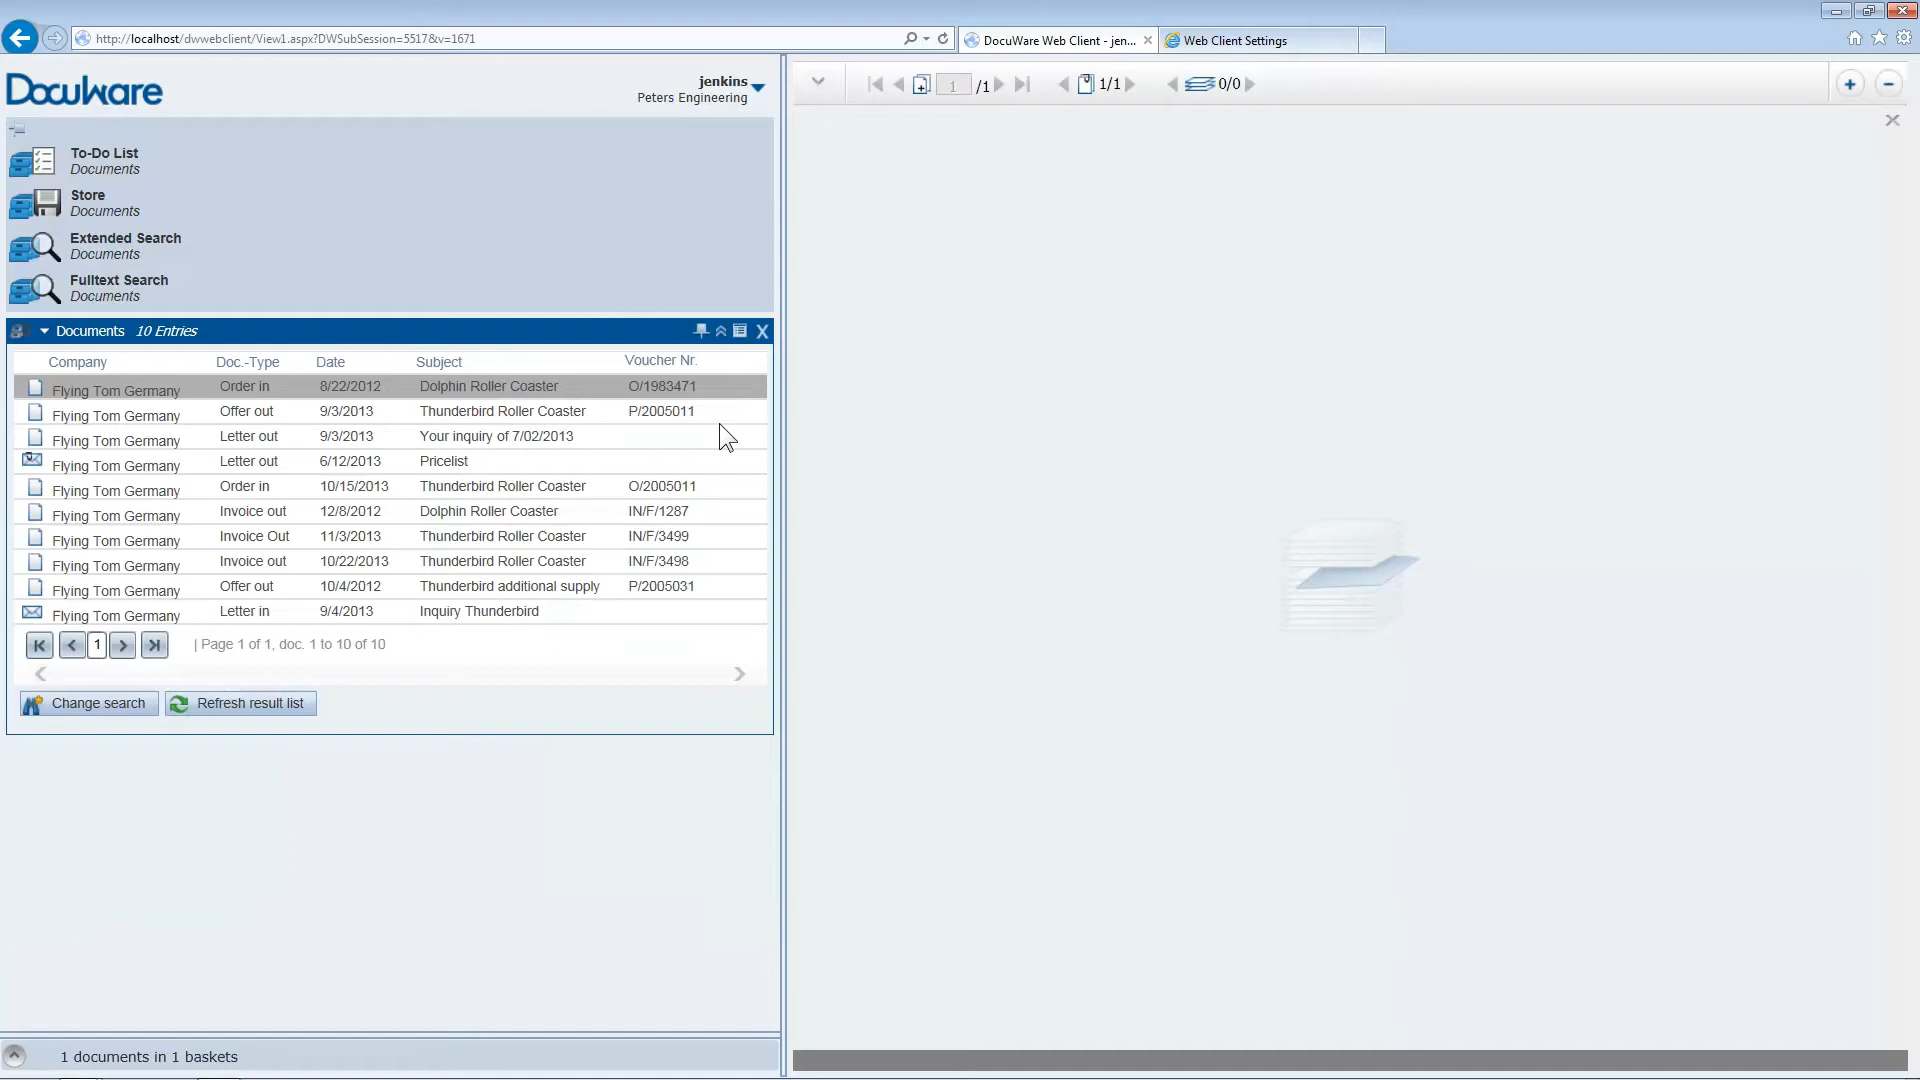 http://localhost/dwwebclient/View1.aspx?DWSubSession=5517&v=1671
DocuWare Web Client - jen...
Web Client Settings
DocuWare
jenkins
Peters Engineering
1 /1
1/1
0/0
To-Do List
Documents
Store
Documents
Extended Search
Documents
Fulltext Search
Documents
Documents 10 Entries
Company Doc.-Type Date Subject Voucher Nr.
Flying Tom Germany Order in 8/22/2012 Dolphin Roller Coaster O/1983471
Flying Tom Germany Offer out 9/3/2013 Thunderbird Roller Coaster P/2005011
Flying Tom Germany Letter out 9/3/2013 Your inquiry of 7/02/2013
Flying Tom Germany Letter out 6/12/2013 Pricelist
Flying Tom Germany Order in 10/15/2013 Thunderbird Roller Coaster O/2005011
Flying Tom Germany Invoice out 12/8/2012 Dolphin Roller Coaster IN/F/1287
Flying Tom Germany Invoice Out 11/3/2013 Thunderbird Roller Coaster IN/F/3499
Flying Tom Germany Invoice out 10/22/2013 Thunderbird Roller Coaster IN/F/3498
Flying Tom Germany Offer out 10/4/2012 Thunderbird additional supply P/2005031
Flying Tom Germany Letter in 9/4/2013 Inquiry Thunderbird
1 | Page 1 of 1, doc. 1 to 10 of 10
Change search Refresh result list
1 documents in 1 baskets